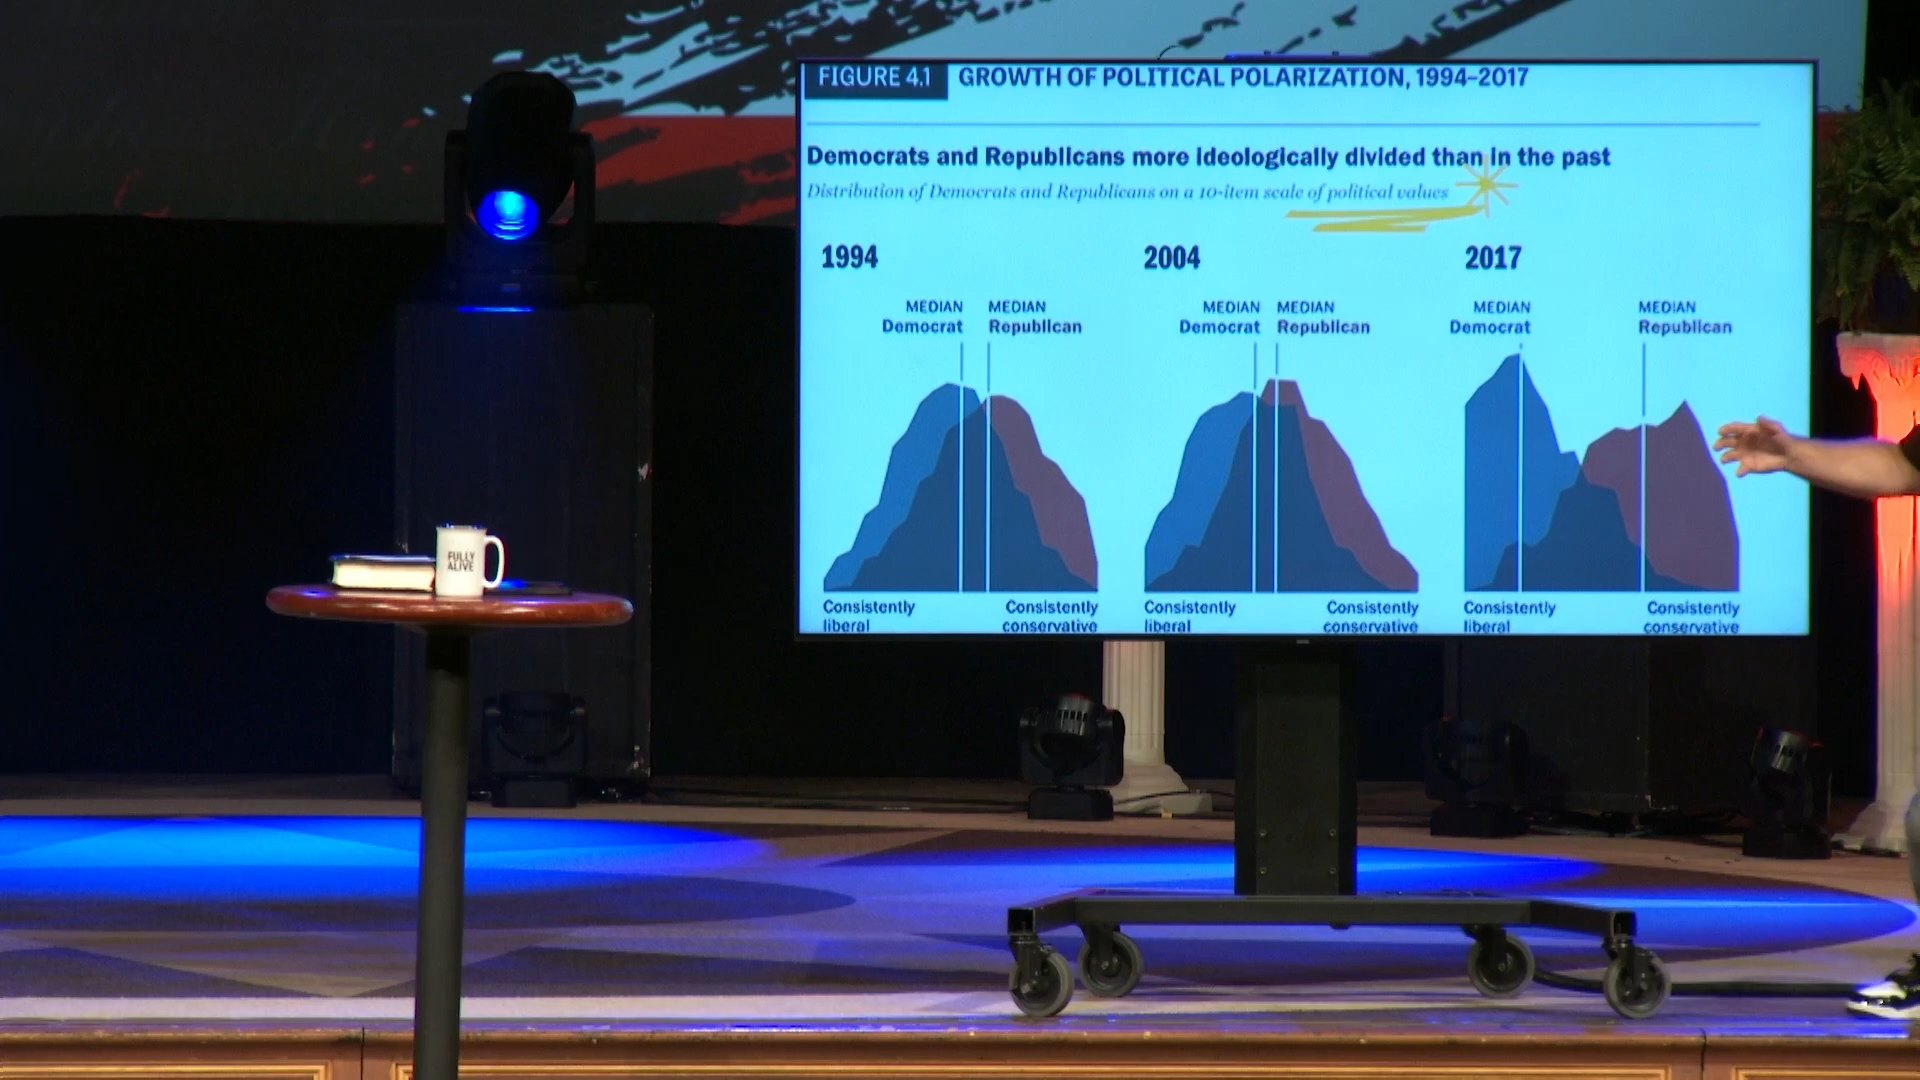 FIGURE 4.1 GROWTH OF POLITICAL POLARIZATION, 1994–2017
Democrats and Republicans more ideologically divided than in the past
Distribution of Democrats and Republicans on a 10-item scale of political values
1994
MEDIAN
Democrat
MEDIAN
Republican
Consistently
liberal
Consistently
conservative
2004
MEDIAN
Democrat
MEDIAN
Republican
Consistently
liberal
Consistently
conservative
2017
MEDIAN
Democrat
MEDIAN
Republican
Consistently
liberal
Consistently
conservative
FULLY
ALIVE